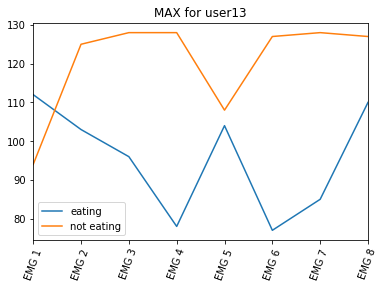 MAX for user13
130
120
110
100
90
80
eating
not eating
EMG 1
EMG 2
EMG 3
EMG 4
EMG 5
EMG 6
EMG 7
EMG 8